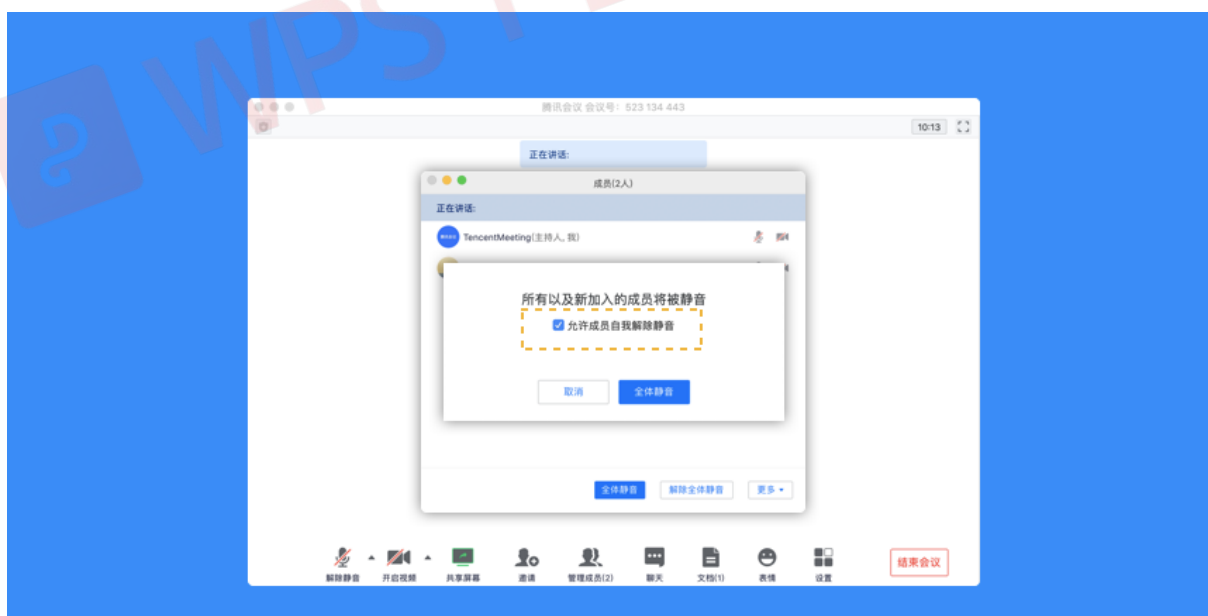 WPS P
腾讯会议 会议号: 523 134 443
10:13
正在讲话:
成员(2人)
正在讲话:
TencentMeeting(主持人, 我)
所有以及新加入的成员将被静音
允许成员自我解除静音
取消 全体静音
全体静音 解除全体静音 更多
解除静音 开启视频 共享屏幕 邀请 管理成员(2) 聊天 文档(1) 表情 设置 结束会议